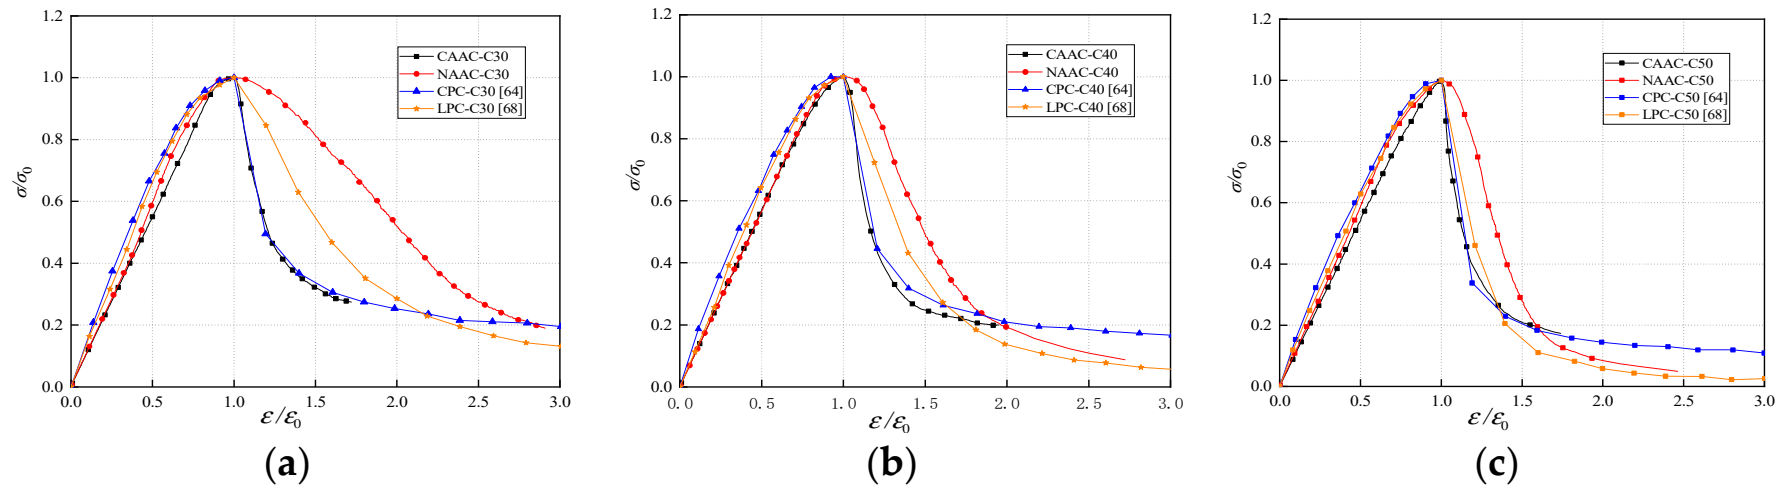 1.2
1.0
0.8
0.6
0.4
0.2
0.0
σ/σ0
0.0 0.5 1.0 1.5 2.0 2.5 3.0
ε/ε0
CAAC-C30
NAAC-C30
CPC-C30 [64]
LPC-C30 [68]
(a)
1.2
1.0
0.8
0.6
0.4
0.2
0.0
σ/σ0
0.0 0.5 1.0 1.5 2.0 2.5 3.0
ε/ε0
CAAC-C40
NAAC-C40
CPC-C40 [64]
LPC-C40 [68]
(b)
1.2
1.0
0.8
0.6
0.4
0.2
0.0
σ/σ0
0.0 0.5 1.0 1.5 2.0 2.5 3.0
ε/ε0
CAAC-C50
NAAC-C50
CPC-C50 [64]
LPC-C50 [68]
(c)